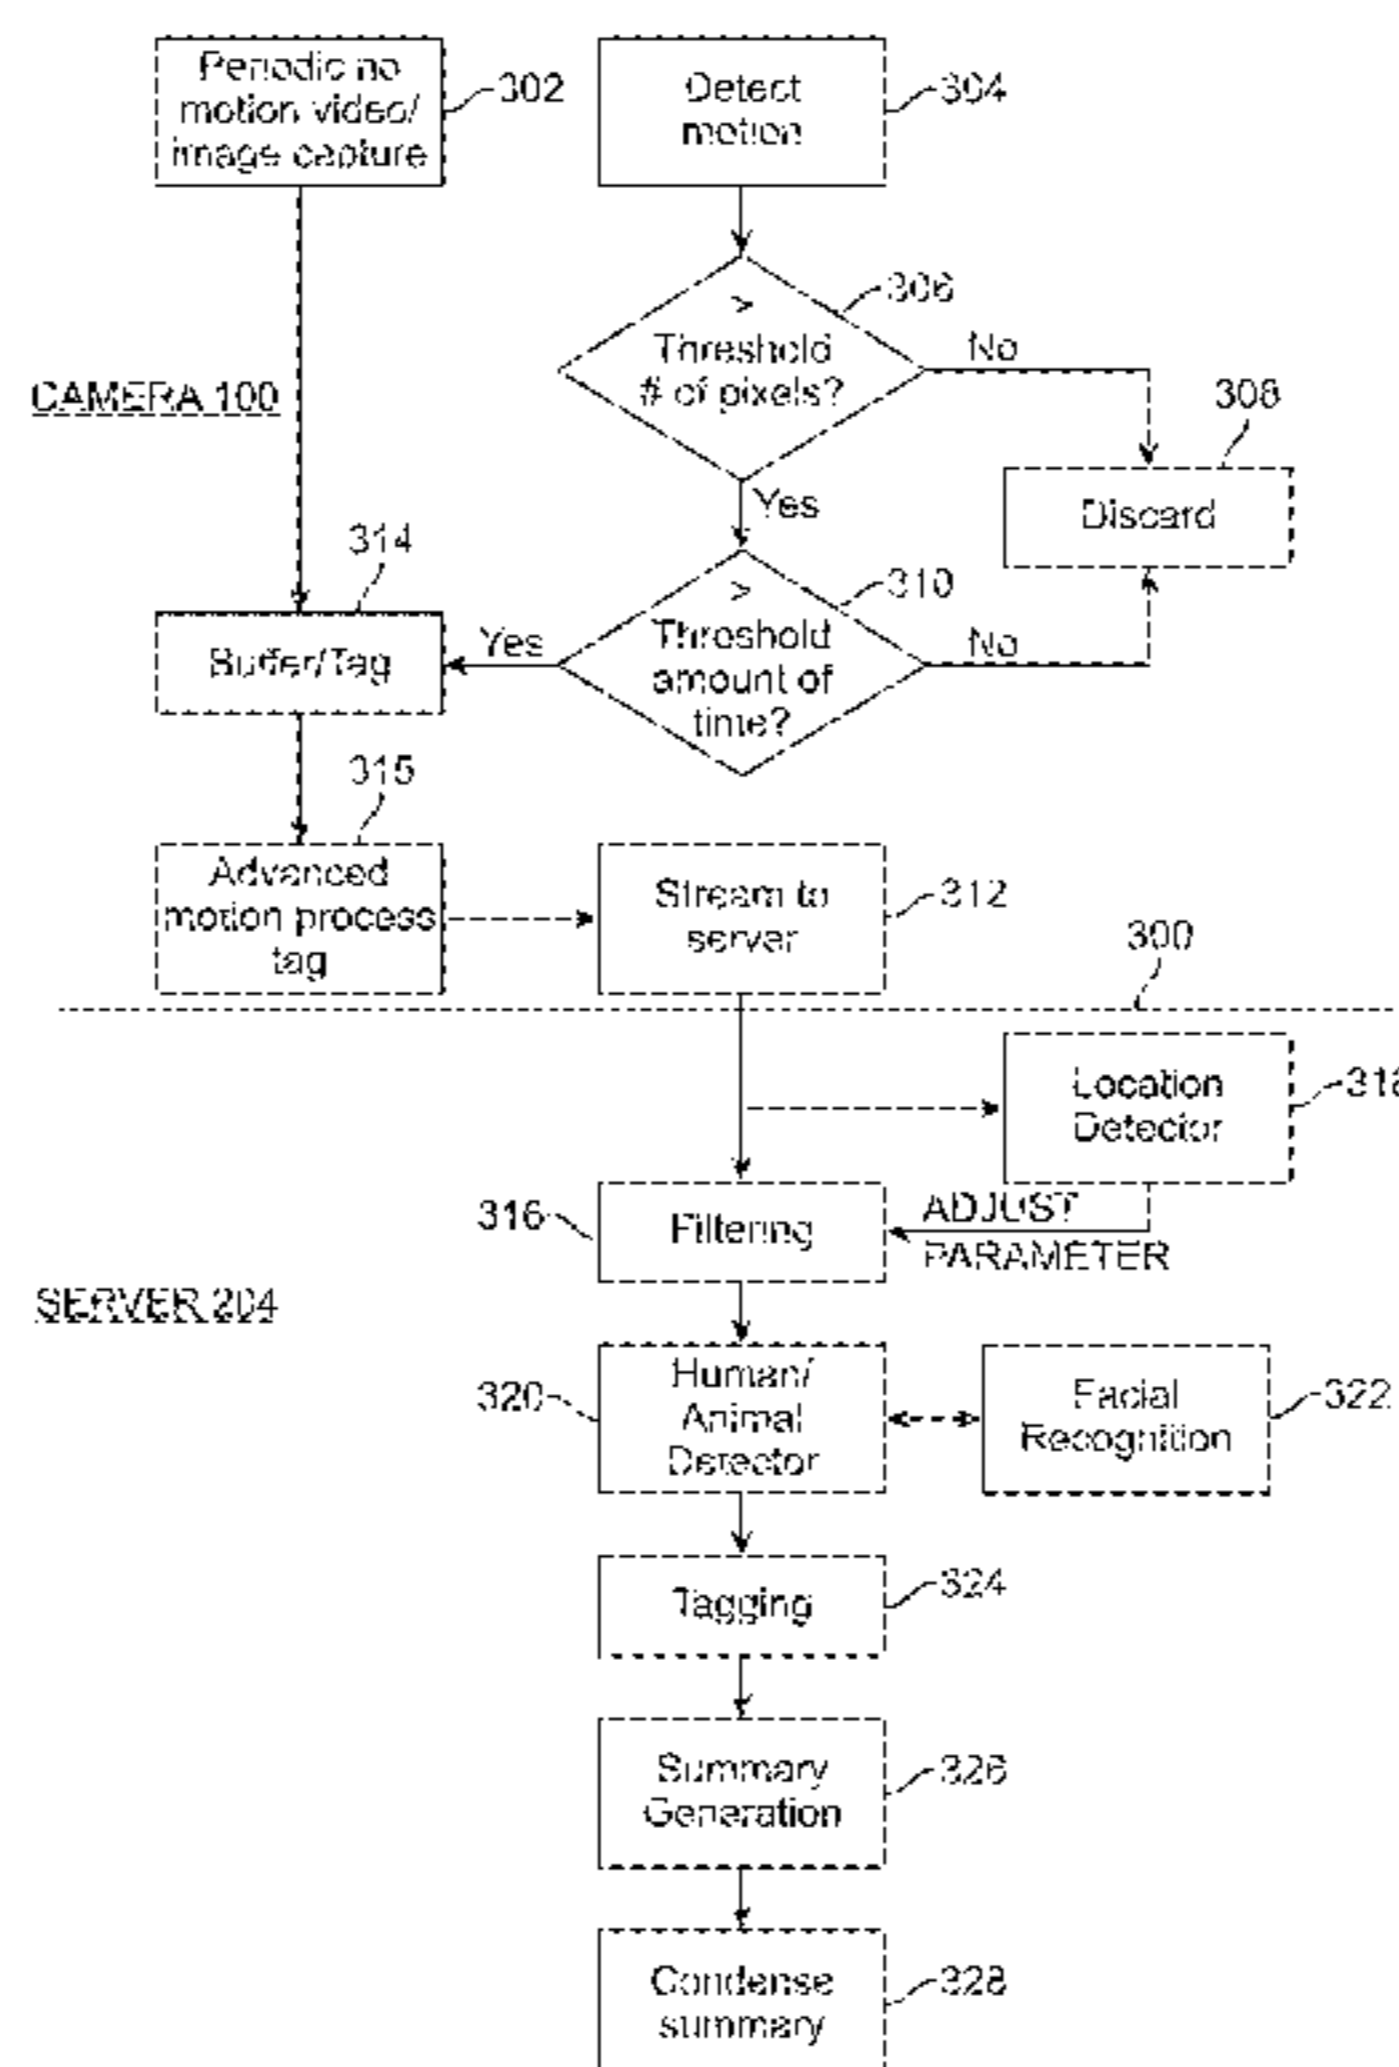 Periodic no
motion video/
image capture
302
Detect
motion
304
>
Threshold
# of pixels?
306
No
CAMERA 100
308
Discard
Yes
314
Buffer/Tag
Yes
>
Threshold
amount of
time?
310
No
315
Advanced
motion process
tag
Stream to
server
312
300
Location
Detector
316
Filtering
ADJUST
PARAMETER
SERVER 204
320
Human/
Animal
Detector
Facial
Recognition
322
Tagging
324
Summary
Generation
326
Condense
summary
328